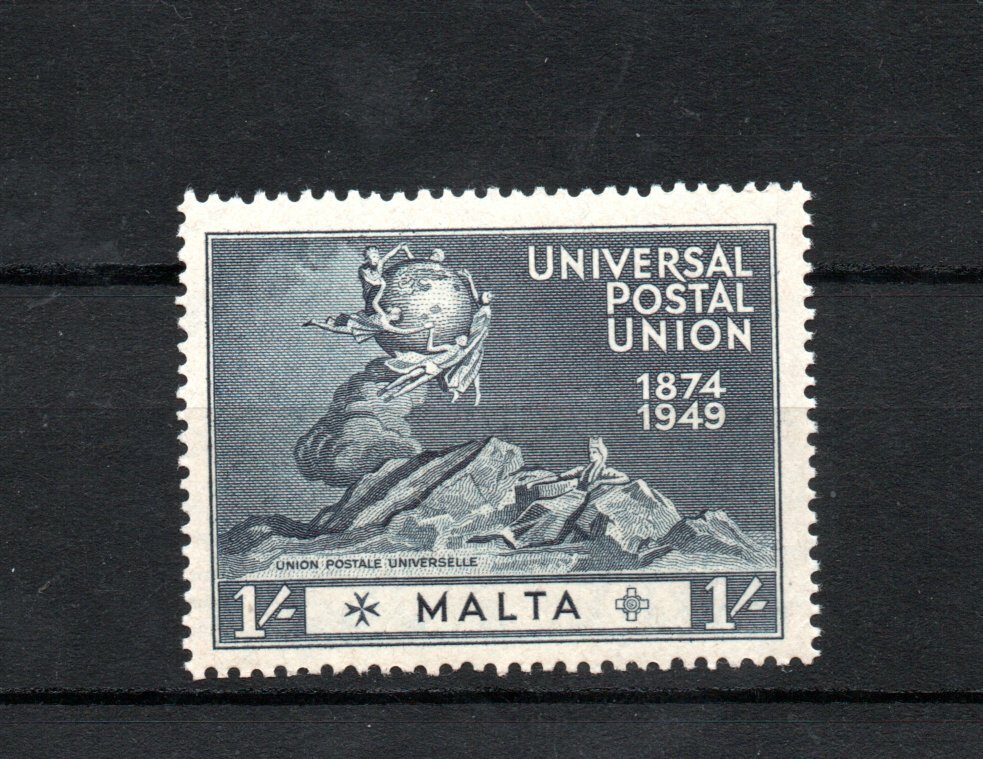 UNIVERSAL
POSTAL
UNION
1874
1949
UNION POSTALE UNIVERSELLE
1/- MALTA 1/-